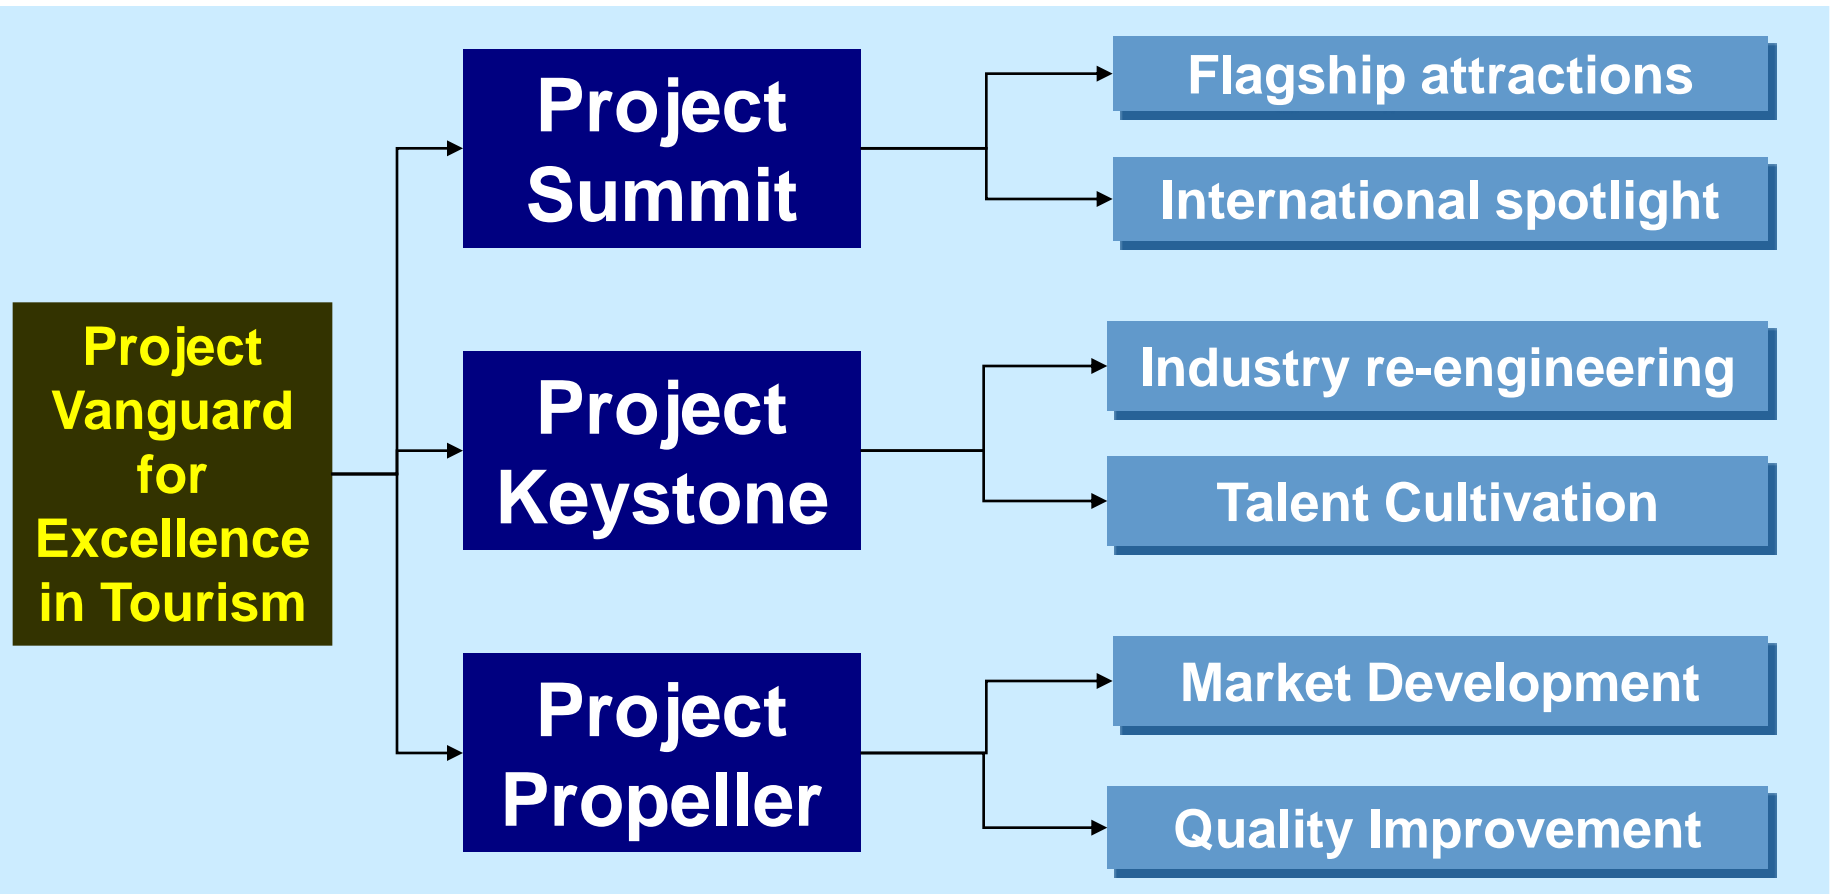 Project
Vanguard
for
Excellence
in Tourism
Project
Summit
Flagship attractions
International spotlight
Project
Keystone
Industry re-engineering
Talent Cultivation
Project
Propeller
Market Development
Quality Improvement